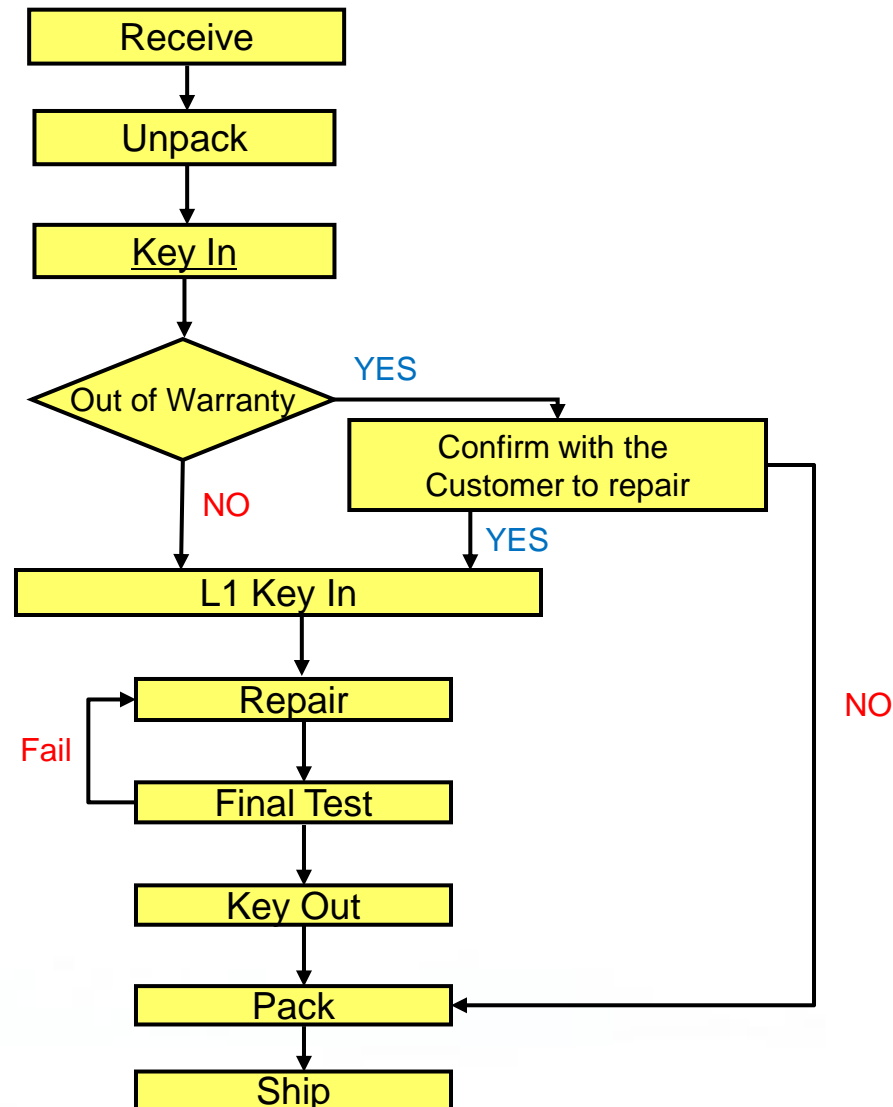 Receive
Unpack
Key In
Out of Warranty
YES
Confirm with the
Customer to repair
NO
YES
L1 Key In
Repair
NO
Fail
Final Test
Key Out
Pack
Ship